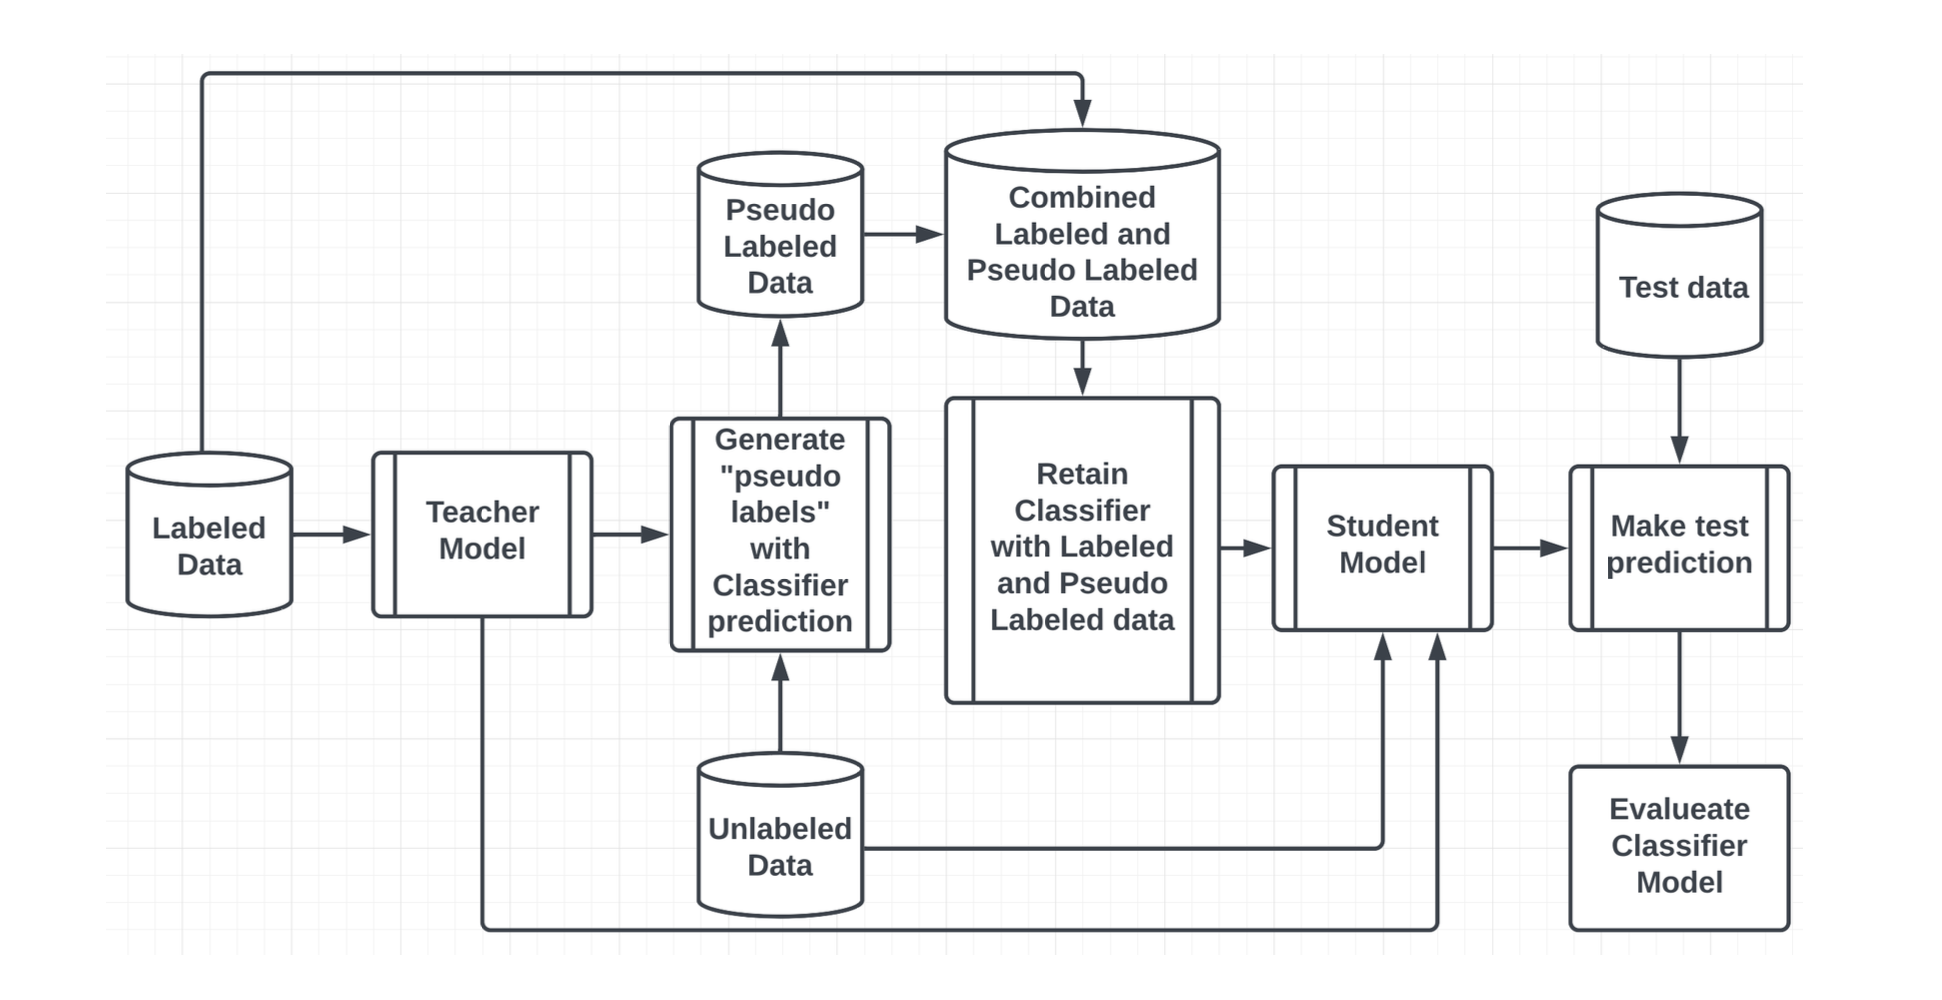 Pseudo
Labeled
Data
Combined
Labeled and
Pseudo Labeled
Data
Test data
Labeled
Data
Teacher
Model
Generate
"pseudo
labels"
with
Classifier
prediction
Retain
Classifier
with Labeled
and Pseudo
Labeled data
Student
Model
Make test
prediction
Unlabeled
Data
Evalueate
Classifier
Model